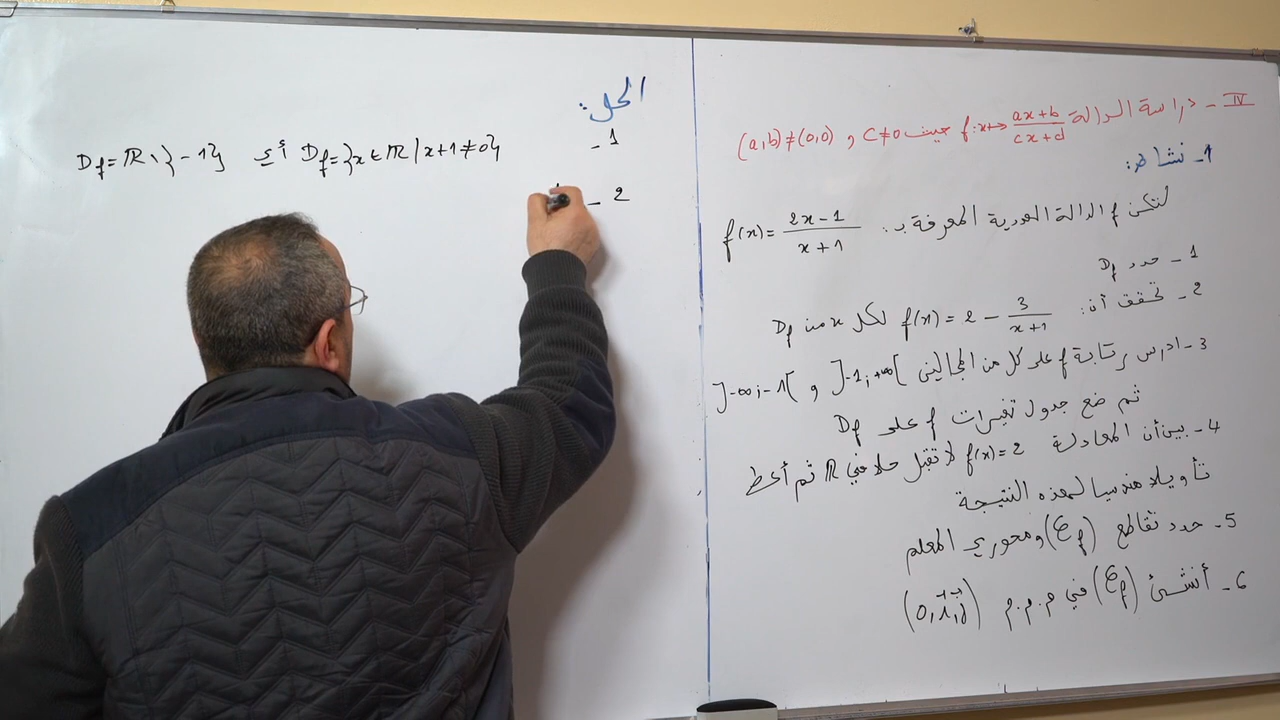 IV - دراسة الدالة f: x↦ (ax+b)/(cx+d) حيث c≠0 و (a,b)≠(0,0)
1- نشاط:
لتكن f الدالة العددية المعرفة بـ: f(x) = (2x-1)/(x+1)
1 - حدد Df
2 - تحقق أن: f(x) = 2 - 3/(x+1) لكل x من Df
3 - ادرس رتابة f على كل من المجالين ]-1;+∞[ و ]-∞;-1[
ثم ضع جدول تغيرات f على Df
4 - بين أن المعادلة f(x) = 2 لا تقبل حلا في ℝ ثم أعط
تأويلا هندسيا لهذه النتيجة
5 - حدد تقاطع (𝒞f) ومحوري المعلم
6 - أنشئ (𝒞f) في م.م.م (o,i,j)
الحل:
1 -
Df = {x∈ℝ / x+1≠0} أي Df = ℝ \ {-1}
2 -